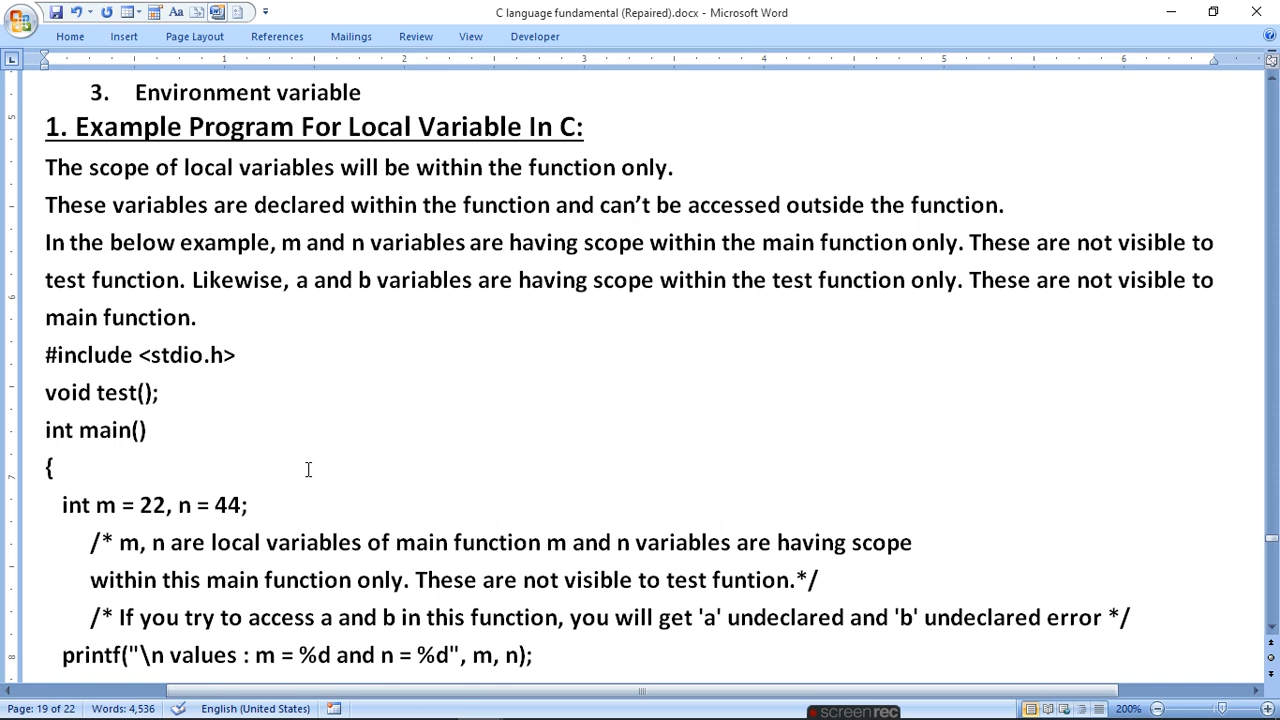 C language fundamental (Repaired).docx - Microsoft Word
Home Insert Page Layout References Mailings Review View Developer
1 2 3 4 5 6
3. Environment variable
1. Example Program For Local Variable In C:
The scope of local variables will be within the function only.
These variables are declared within the function and can’t be accessed outside the function.
In the below example, m and n variables are having scope within the main function only. These are not visible to
test function. Likewise, a and b variables are having scope within the test function only. These are not visible to
main function.
#include <stdio.h>
void test();
int main()
{
int m = 22, n = 44;
/* m, n are local variables of main function m and n variables are having scope
within this main function only. These are not visible to test funtion.*/
/* If you try to access a and b in this function, you will get 'a' undeclared and 'b' undeclared error */
printf("\n values : m = %d and n = %d", m, n);
Page: 19 of 22 Words: 4,536 English (United States) 200%
screenrec